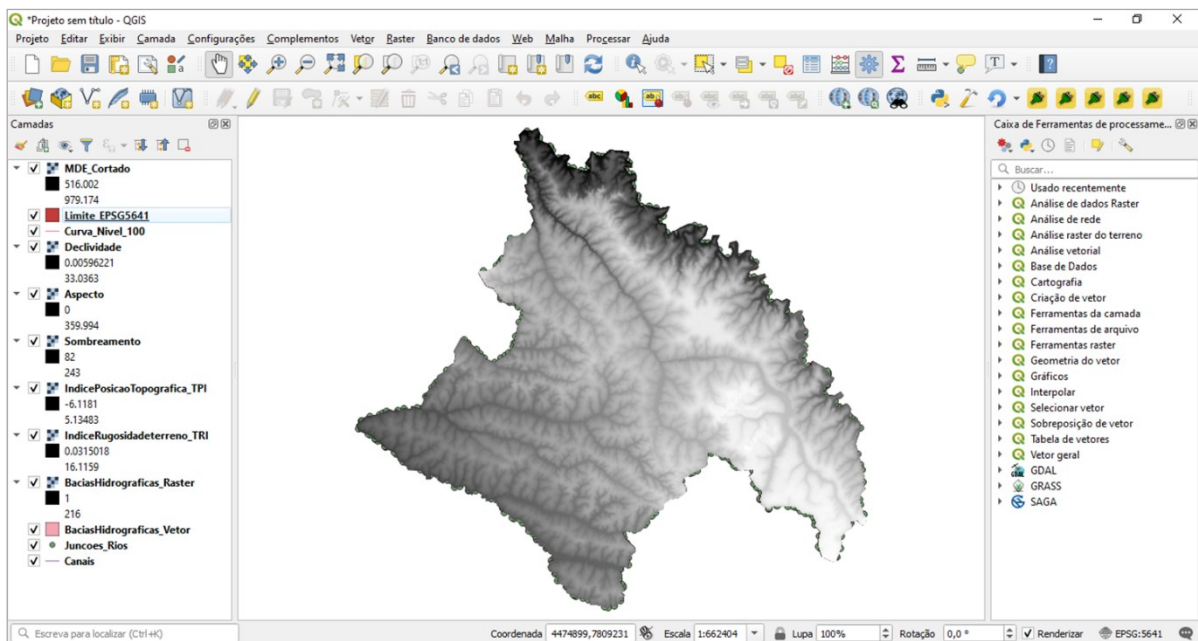 *Projeto sem título - QGIS
Projeto Editar Exibir Camada Configurações Complementos Vetor Raster Banco de dados Web Malha Processar Ajuda
Camadas
MDE_Cortado
516.002
979.174
Limite_EPSG5641
Curva_Nivel_100
Declividade
0.00596221
33.0363
Aspecto
0
359.994
Sombreamento
82
243
IndicePosicaoTopografica_TPI
-6.1181
5.13483
IndiceRugosidadeterreno_TRI
0.0315018
16.1159
BaciasHidrograficas_Raster
1
216
BaciasHidrograficas_Vetor
Juncoes_Rios
Canais
Caixa de Ferramentas de processame...
Buscar...
Usado recentemente
Análise de dados Raster
Análise de rede
Análise raster do terreno
Análise vetorial
Base de Dados
Cartografia
Criação de vetor
Ferramentas da camada
Ferramentas de arquivo
Ferramentas raster
Geometria do vetor
Gráficos
Interpolar
Selecionar vetor
Sobreposição de vetor
Tabela de vetores
Vetor geral
GDAL
GRASS
SAGA
Escreva para localizar (Ctrl+K)
Coordenada 4474899,7809231 Escala 1:662404 Lupa 100% Rotação 0,0 ° Renderizar EPSG:5641